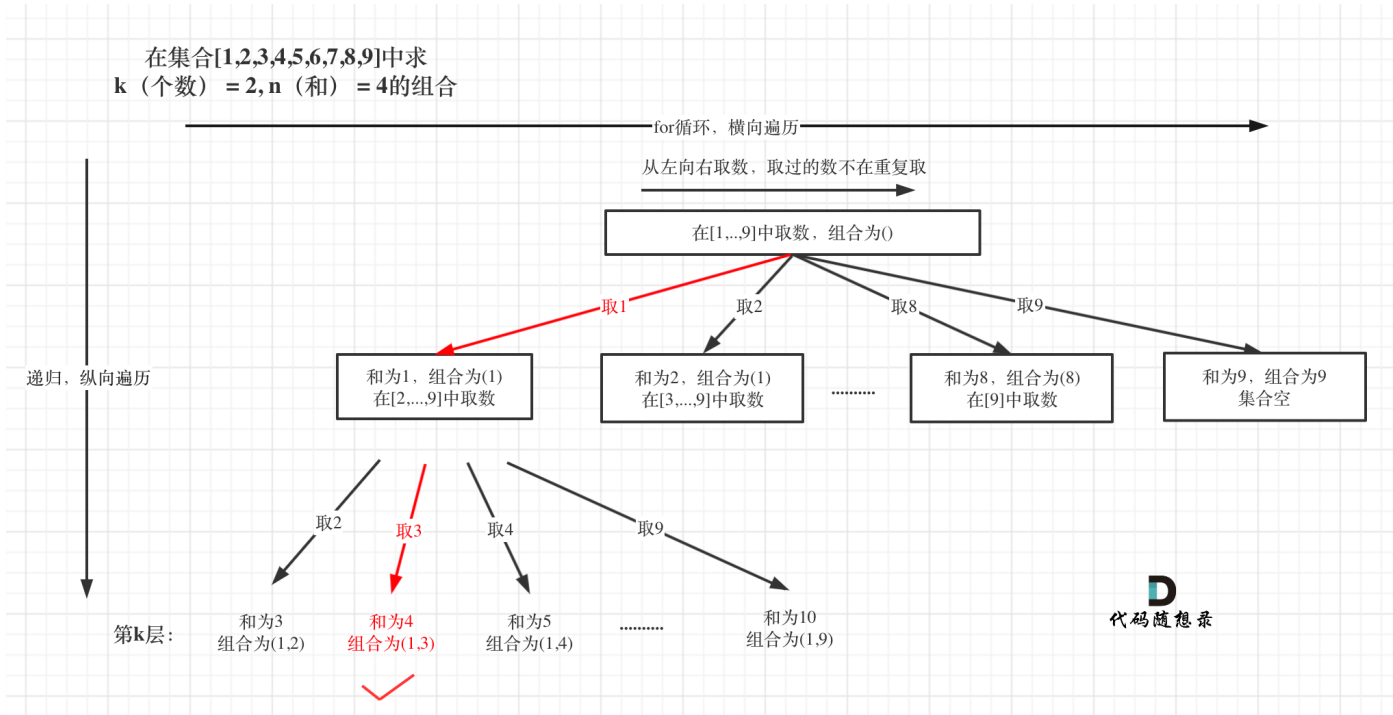 在集合[1,2,3,4,5,6,7,8,9]中求
k（个数）= 2, n（和）= 4的组合
for循环，横向遍历
从左向右取数，取过的数不在重复取
在[1,..,9]中取数，组合为()
取1
取2
取8
取9
递归，纵向遍历
和为1，组合为(1)
在[2,...,9]中取数
和为2，组合为(1)
在[3,...,9]中取数
...........
和为8，组合为(8)
在[9]中取数
和为9，组合为9
集合空
取2
取3
取4
取9
第k层：
和为3
组合为(1,2)
和为4
组合为(1,3)
和为5
组合为(1,4)
...........
和为10
组合为(1,9)
代码随想录